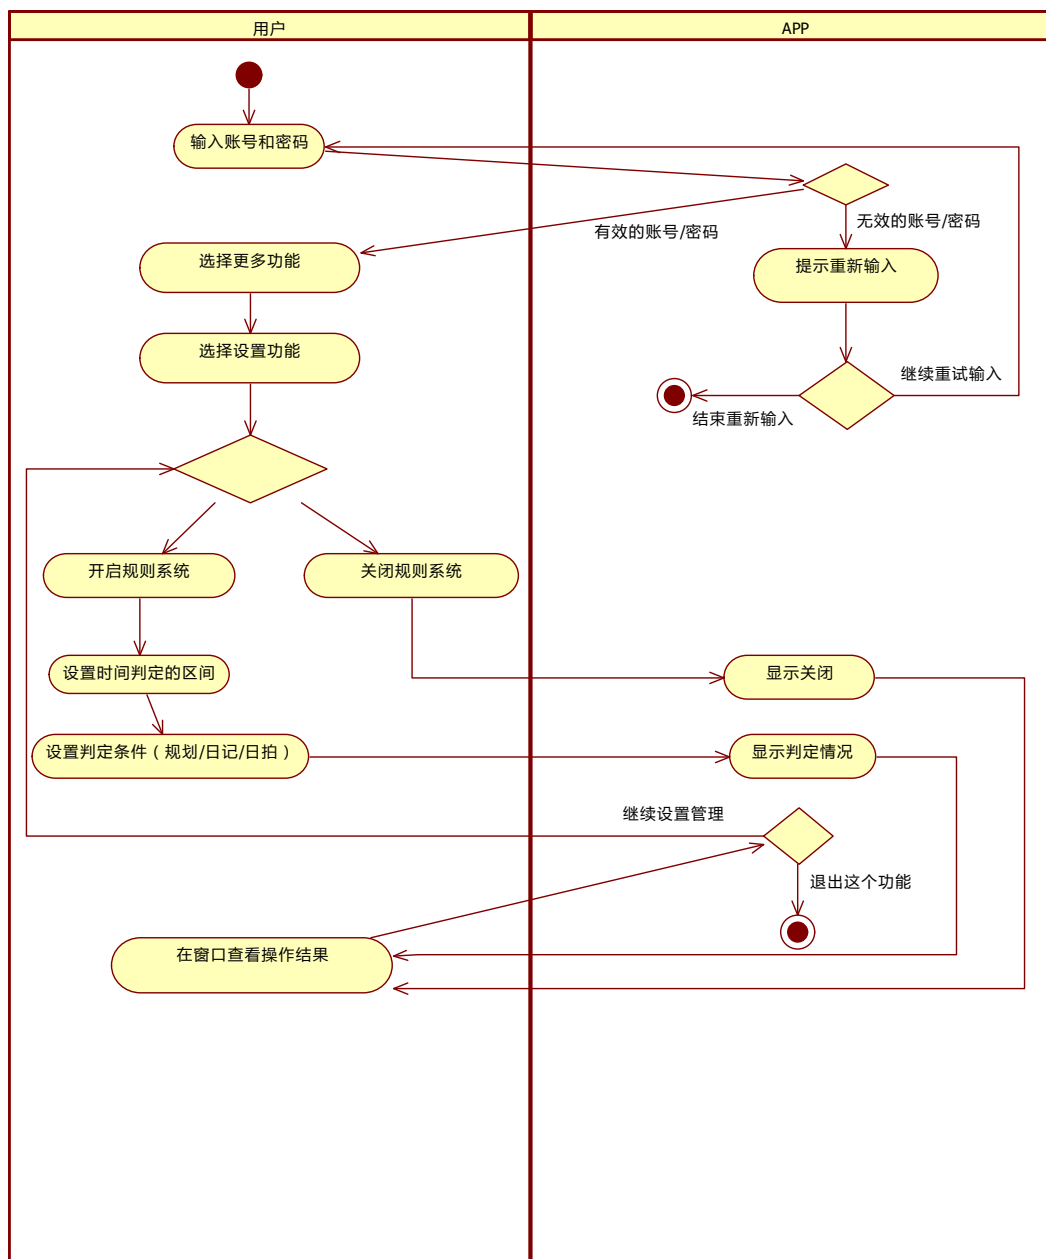 用户
APP
输入账号和密码
有效的账号/密码
无效的账号/密码
选择更多功能
提示重新输入
选择设置功能
继续重试输入
结束重新输入
开启规则系统
关闭规则系统
设置时间判定的区间
显示关闭
设置判定条件（规划/日记/日拍）
显示判定情况
继续设置管理
退出这个功能
在窗口查看操作结果